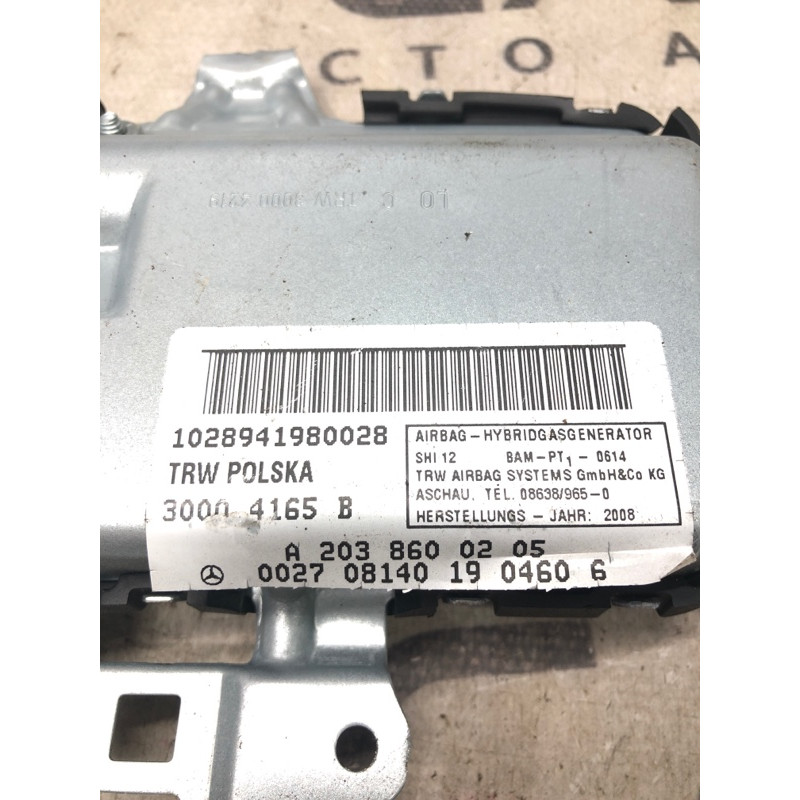 CTO A
1028941980028
TRW POLSKA
3000 4165 B
AIRBAG-HYBRIDGASGENERATOR
SHI 12 BAM-PT1-0614
TRW AIRBAG SYSTEMS GmbH&Co KG
ASCHAU. TEL. 08638/965-0
HERSTELLUNGS - JAHR: 2008
A 203 860 02 05
0027 08140 19 0460 6